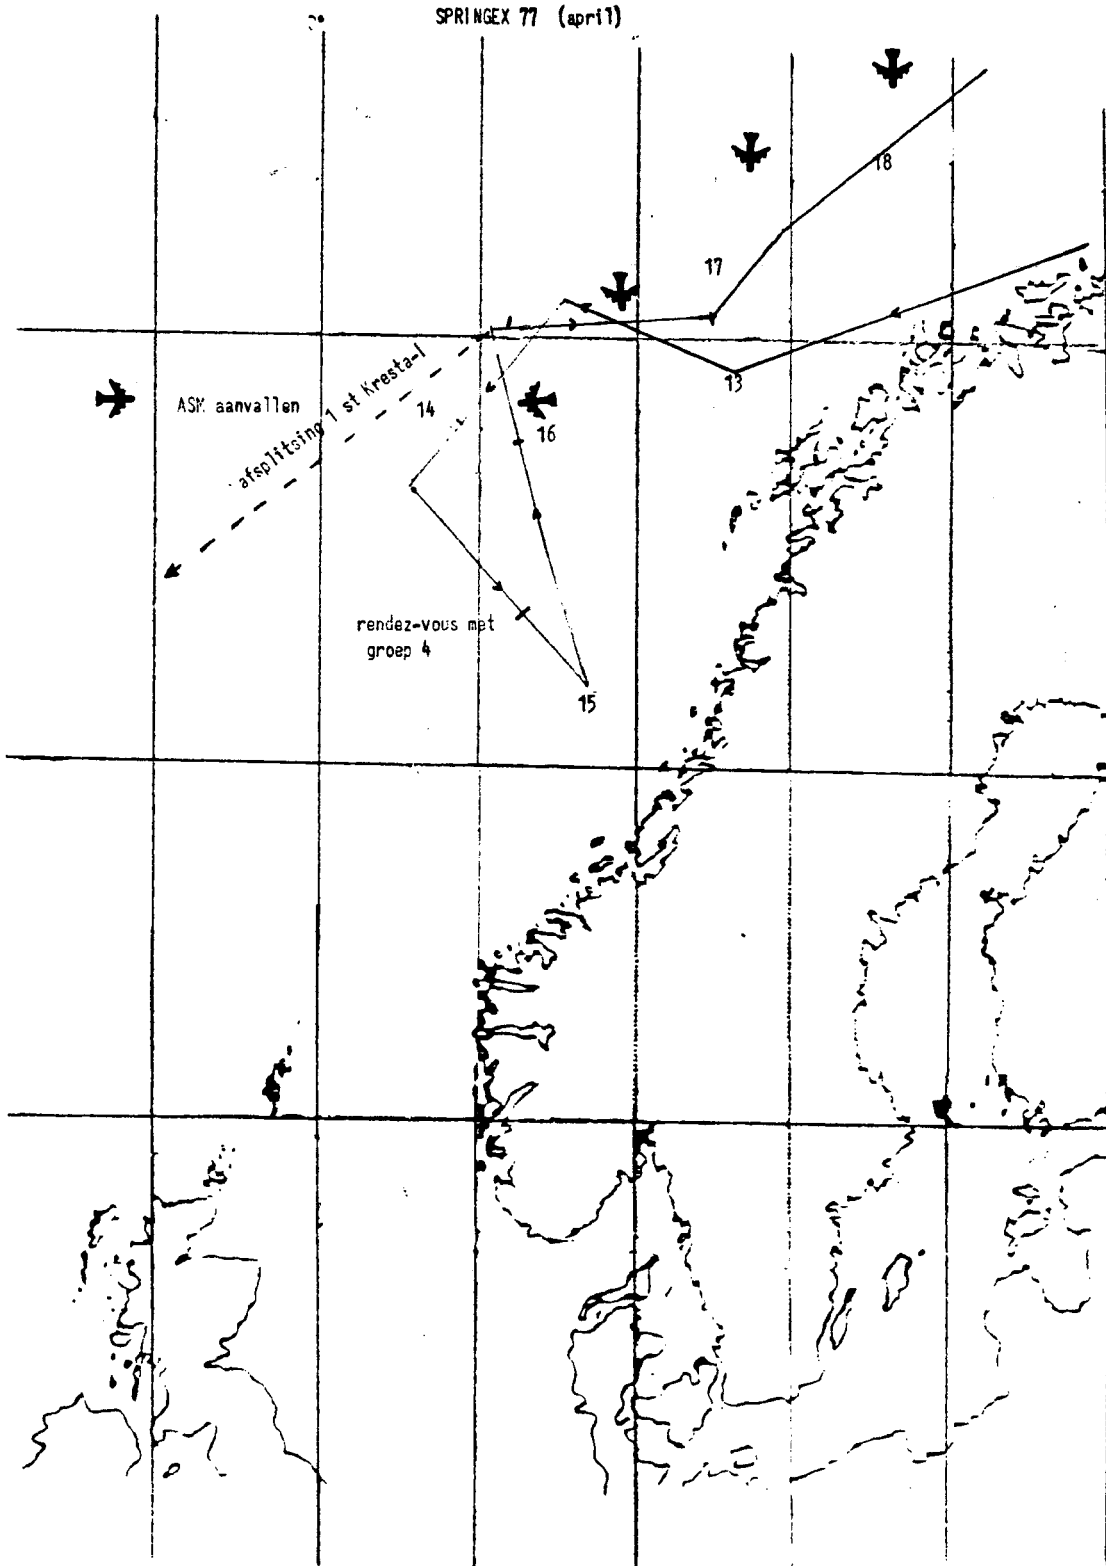 SPRINGEX 77 (april)
18
17
13
ASM aanvallen
14
16
afsplitsing 1 st Kresta-I
rendez-vous met
groep 4
15